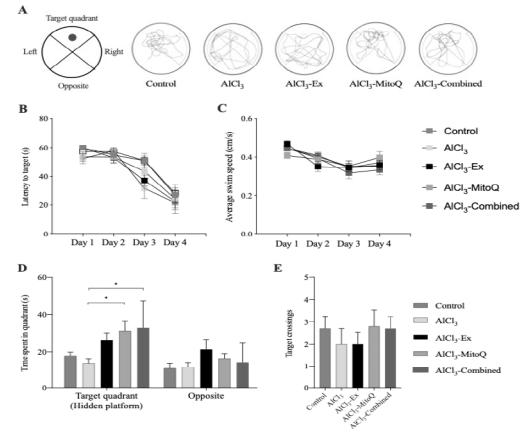 A
Target quadrant
Left
Right
Opposite
Control
AlCl3
AlCl3-Ex
AlCl3-MitoQ
AlCl3-Combined
B
Latency to target (s)
80
60
40
20
0
Day 1
Day 2
Day 3
Day 4
C
Average swim speed (cm/s)
0.6
0.4
0.2
0.0
Day 1
Day 2
Day 3
Day 4
Control
AlCl3
AlCl3-Ex
AlCl3-MitoQ
AlCl3-Combined
D
Time spent in quadrant (s)
60
40
20
0
*
*
Target quadrant
(Hidden platform)
Opposite
E
Target crossings
5
4
3
2
1
0
Control
AlCl3
AlCl3-Ex
AlCl3-MitoQ
AlCl3-Combined
Control
AlCl3
AlCl3-Ex
AlCl3-MitoQ
AlCl3-Combined